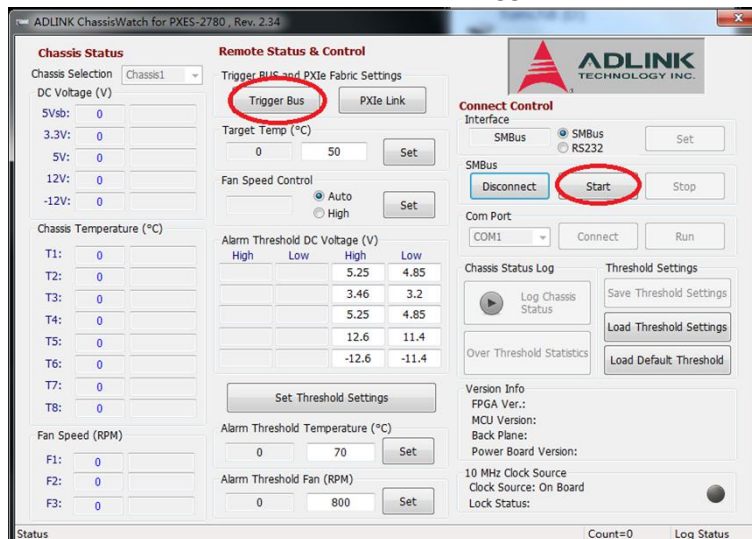 ADLINK ChassisWatch for PXES-2780 , Rev. 2.34
Chassis Status
Chassis Selection Chassis1
DC Voltage (V)
5Vsb: 0
3.3V: 0
5V: 0
12V: 0
-12V: 0
Chassis Temperature (°C)
T1: 0
T2: 0
T3: 0
T4: 0
T5: 0
T6: 0
T7: 0
T8: 0
Fan Speed (RPM)
F1: 0
F2: 0
F3: 0
Remote Status & Control
Trigger BUS and PXIe Fabric Settings
Trigger Bus PXIe Link
Target Temp (°C)
0 50 Set
Fan Speed Control
Auto
High
Set
Alarm Threshold DC Voltage (V)
High Low High Low
5.25 4.85
3.46 3.2
5.25 4.85
12.6 11.4
-12.6 -11.4
Set Threshold Settings
Alarm Threshold Temperature (°C)
0 70 Set
Alarm Threshold Fan (RPM)
0 800 Set
ADLINK
TECHNOLOGY INC.
Connect Control
Interface
SMBus
SMBus
RS232
Set
SMBus
Disconnect Start Stop
Com Port
COM1 Connect Run
Chassis Status Log
Log Chassis
Status
Over Threshold Statistics
Threshold Settings
Save Threshold Settings
Load Threshold Settings
Load Default Threshold
Version Info
FPGA Ver.:
MCU Version:
Back Plane:
Power Board Version:
10 MHz Clock Source
Clock Source: On Board
Lock Status:
Status Count=0 Log Status